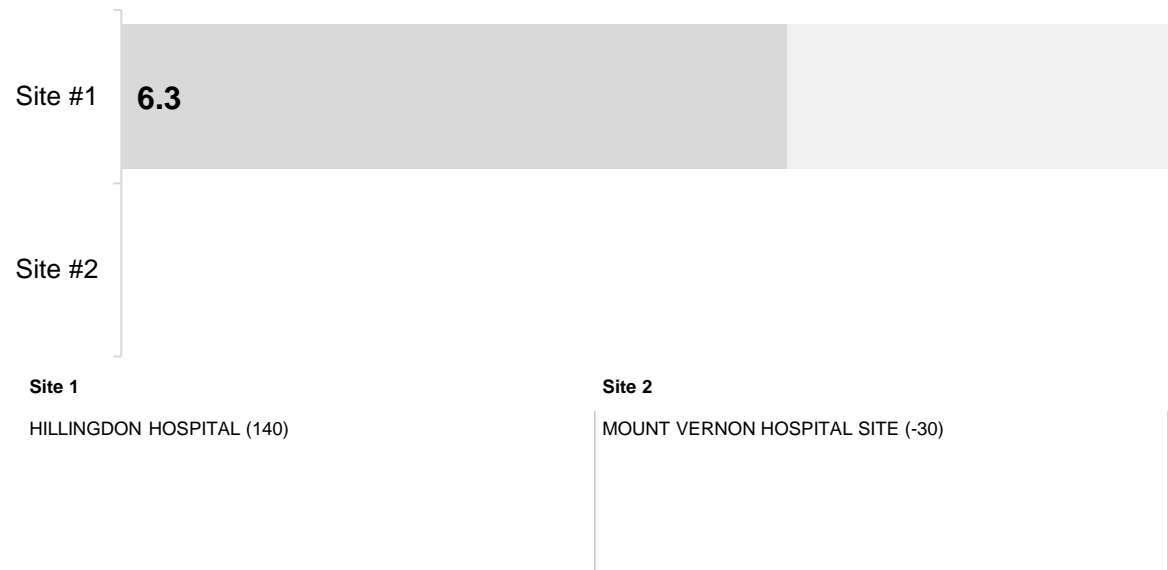 Site #1
6.3
Site #2
Site 1
Site 2
HILLINGDON HOSPITAL (140)
MOUNT VERNON HOSPITAL SITE (-30)